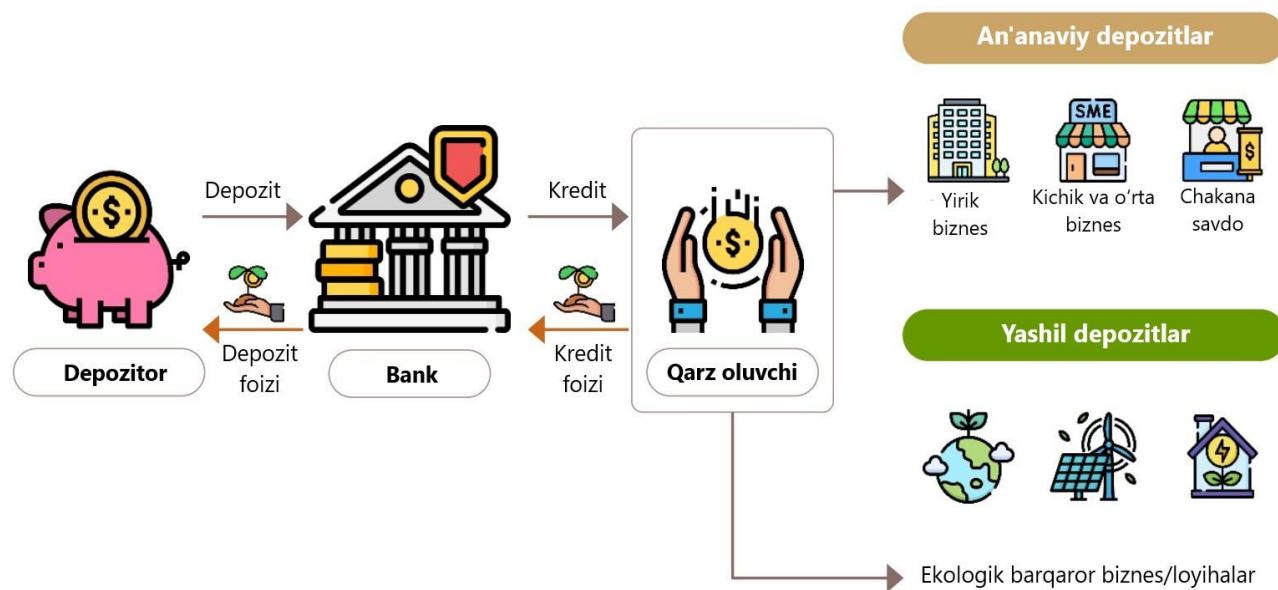 An'anaviy depozitlar
SME
Yirik
biznes
Kichik va o‘rta
biznes
Chakana
savdo
Depozit
Kredit
Depozit
foizi
Kredit
foizi
Depozitor
Bank
Qarz oluvchi
Yashil depozitlar
Ekologik barqaror biznes/loyihalar